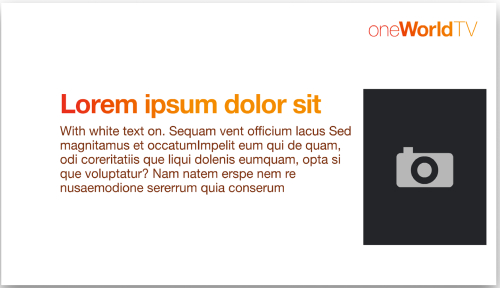 oneWorldTV
Lorem ipsum dolor sit
With white text on. Sequam vent officium lacus Sed
magnatumus et occatumImpelit eum qui de quam,
odi coreritatiis que liqui dolenis eumquam, opta si
que voluptatur? Nam natem erspe nem re
nusaemodione sererrum quia conserum